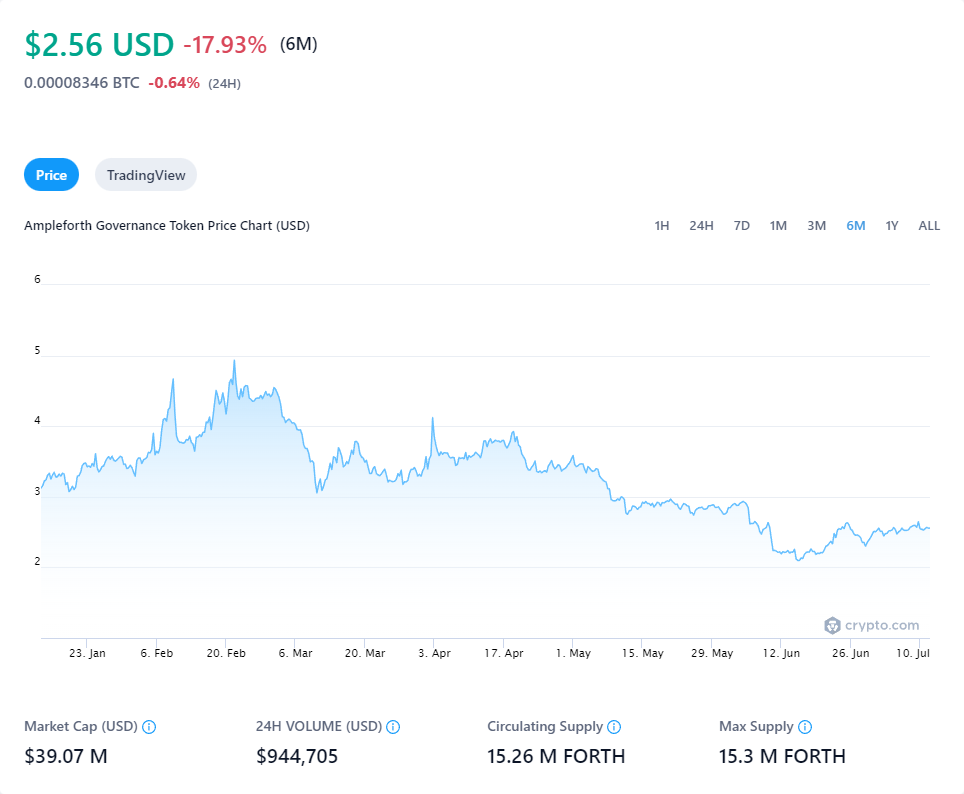 $2.56 USD -17.93% (6M)
0.00008346 BTC -0.64% (24H)
Price TradingView
Ampleforth Governance Token Price Chart (USD) 1H 24H 7D 1M 3M 6M 1Y ALL
6
5
4
3
2
crypto.com
23. Jan 6. Feb 20. Feb 6. Mar 20. Mar 3. Apr 17. Apr 1. May 15. May 29. May 12. Jun 26. Jun 10. Jul
Market Cap (USD) 24H VOLUME (USD) Circulating Supply Max Supply
$39.07 M $944,705 15.26 M FORTH 15.3 M FORTH